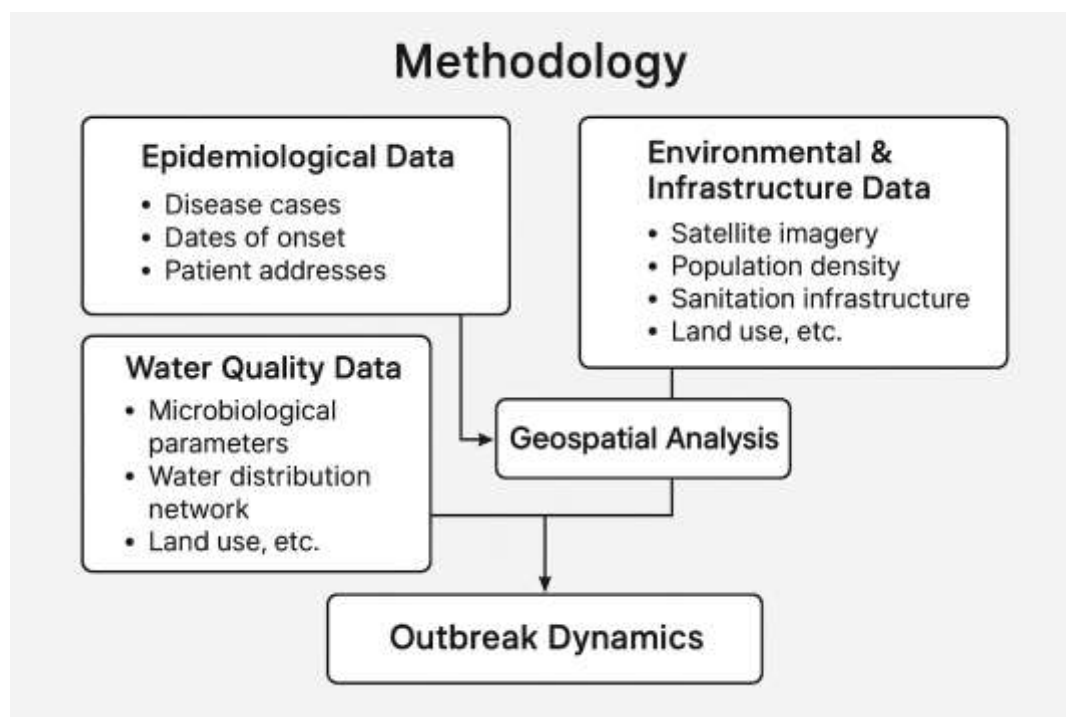 Methodology
Epidemiological Data
• Disease cases
• Dates of onset
• Patient addresses
Environmental &
Infrastructure Data
• Satellite imagery
• Population density
• Sanitation infrastructure
• Land use, etc.
Water Quality Data
• Microbiological
parameters
• Water distribution
network
• Land use, etc.
Geospatial Analysis
Outbreak Dynamics